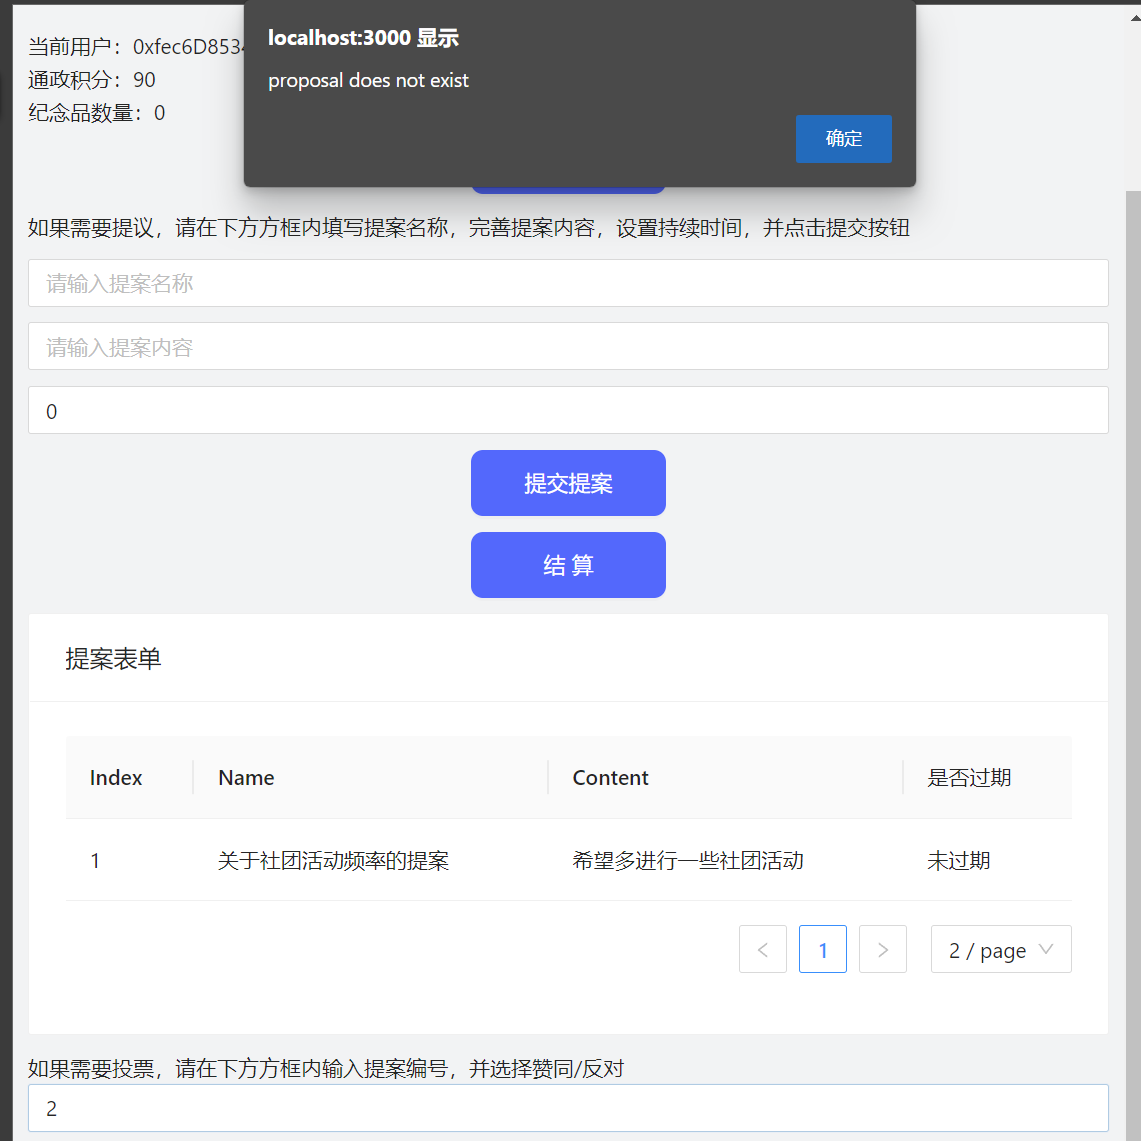 localhost:3000 显示
proposal does not exist
确定
当前用户：0xfec6D853
通政积分：90
纪念品数量：0
如果需要提议，请在下方方框内填写提案名称，完善提案内容，设置持续时间，并点击提交按钮
请输入提案名称
请输入提案内容
0
提交提案
结 算
提案表单
Index Name Content 是否过期
1 关于社团活动频率的提案 希望多进行一些社团活动 未过期
< 1 > 2 / page
如果需要投票，请在下方方框内输入提案编号，并选择赞同/反对
2